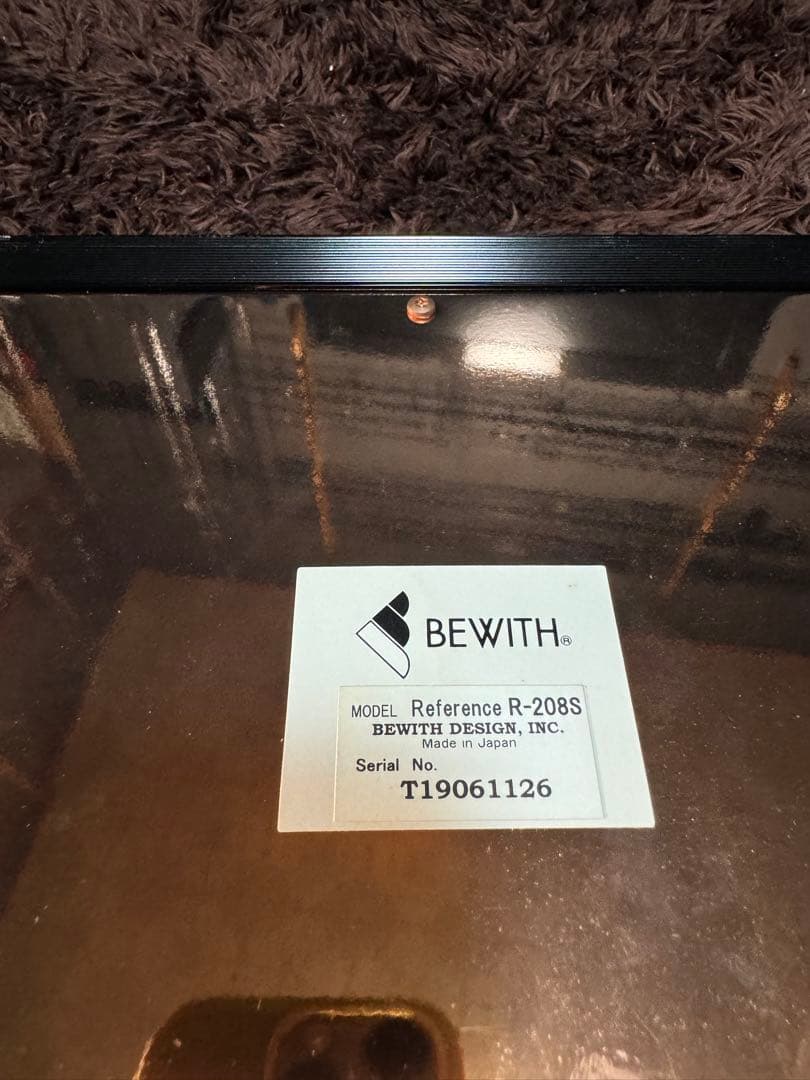 BEWITH®
MODEL Reference R-208S
BEWITH DESIGN, INC.
Made in Japan
Serial No.
T19061126